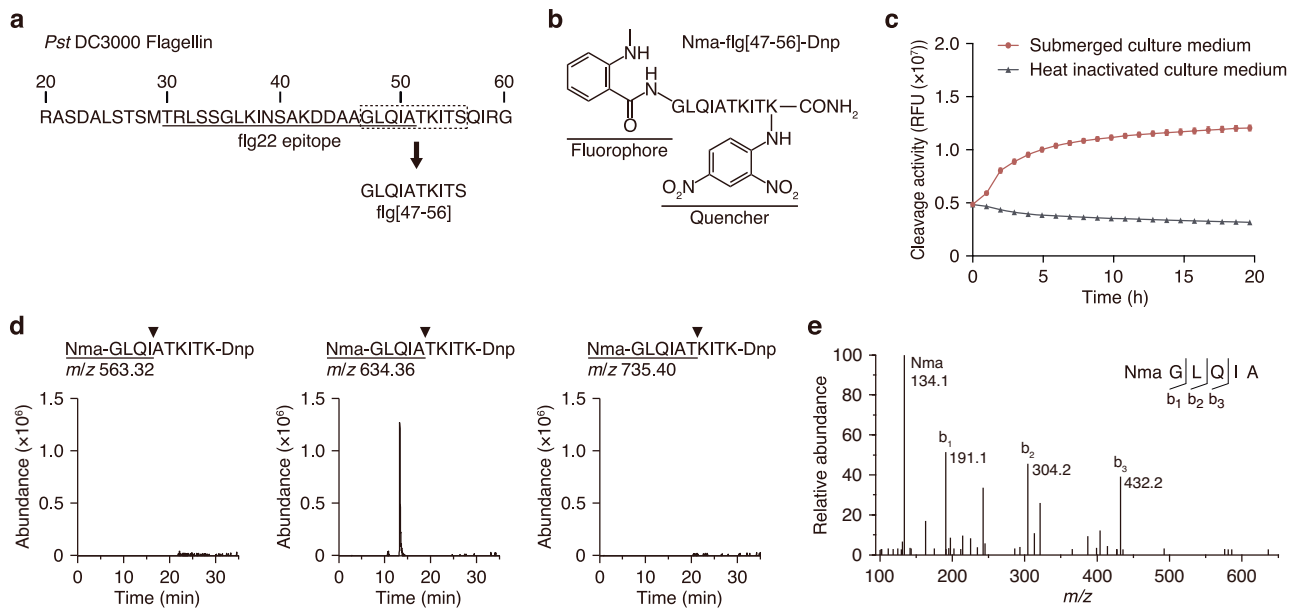 a
Pst DC3000 Flagellin
20 30 40 50 60
RASDALSTSMTRLSSGLKINSAKDDAAGLQIATKITSQIRG
flg22 epitope
GLQIATKITS
flg[47-56]
b
Nma-flg[47-56]-Dnp
NH
H
N
O
GLQIATKITK—CONH2
NH
O2N
NO2
Fluorophore
Quencher
c
Cleavage activity (RFU) (×10⁷)
2.0
1.5
1.0
0.5
0
Submerged culture medium
Heat inactivated culture medium
0 5 10 15 20
Time (h)
d
Nma-GLQIATKITK-Dnp
m/z 563.32
Abundance (×10⁶)
1.5
1.0
0.5
0
0 10 20 30
Time (min)
Nma-GLQIATKITK-Dnp
m/z 634.36
Abundance (×10⁶)
1.5
1.0
0.5
0
0 10 20 30
Time (min)
Nma-GLQIATKITK-Dnp
m/z 735.40
Abundance (×10⁶)
1.5
1.0
0.5
0
0 10 20 30
Time (min)
e
Relative abundance
100
80
60
40
20
0
Nma
134.1
b1
191.1
b2
304.2
b3
432.2
Nma G L Q I A
b1 b2 b3
100 200 300 400 500 600
m/z